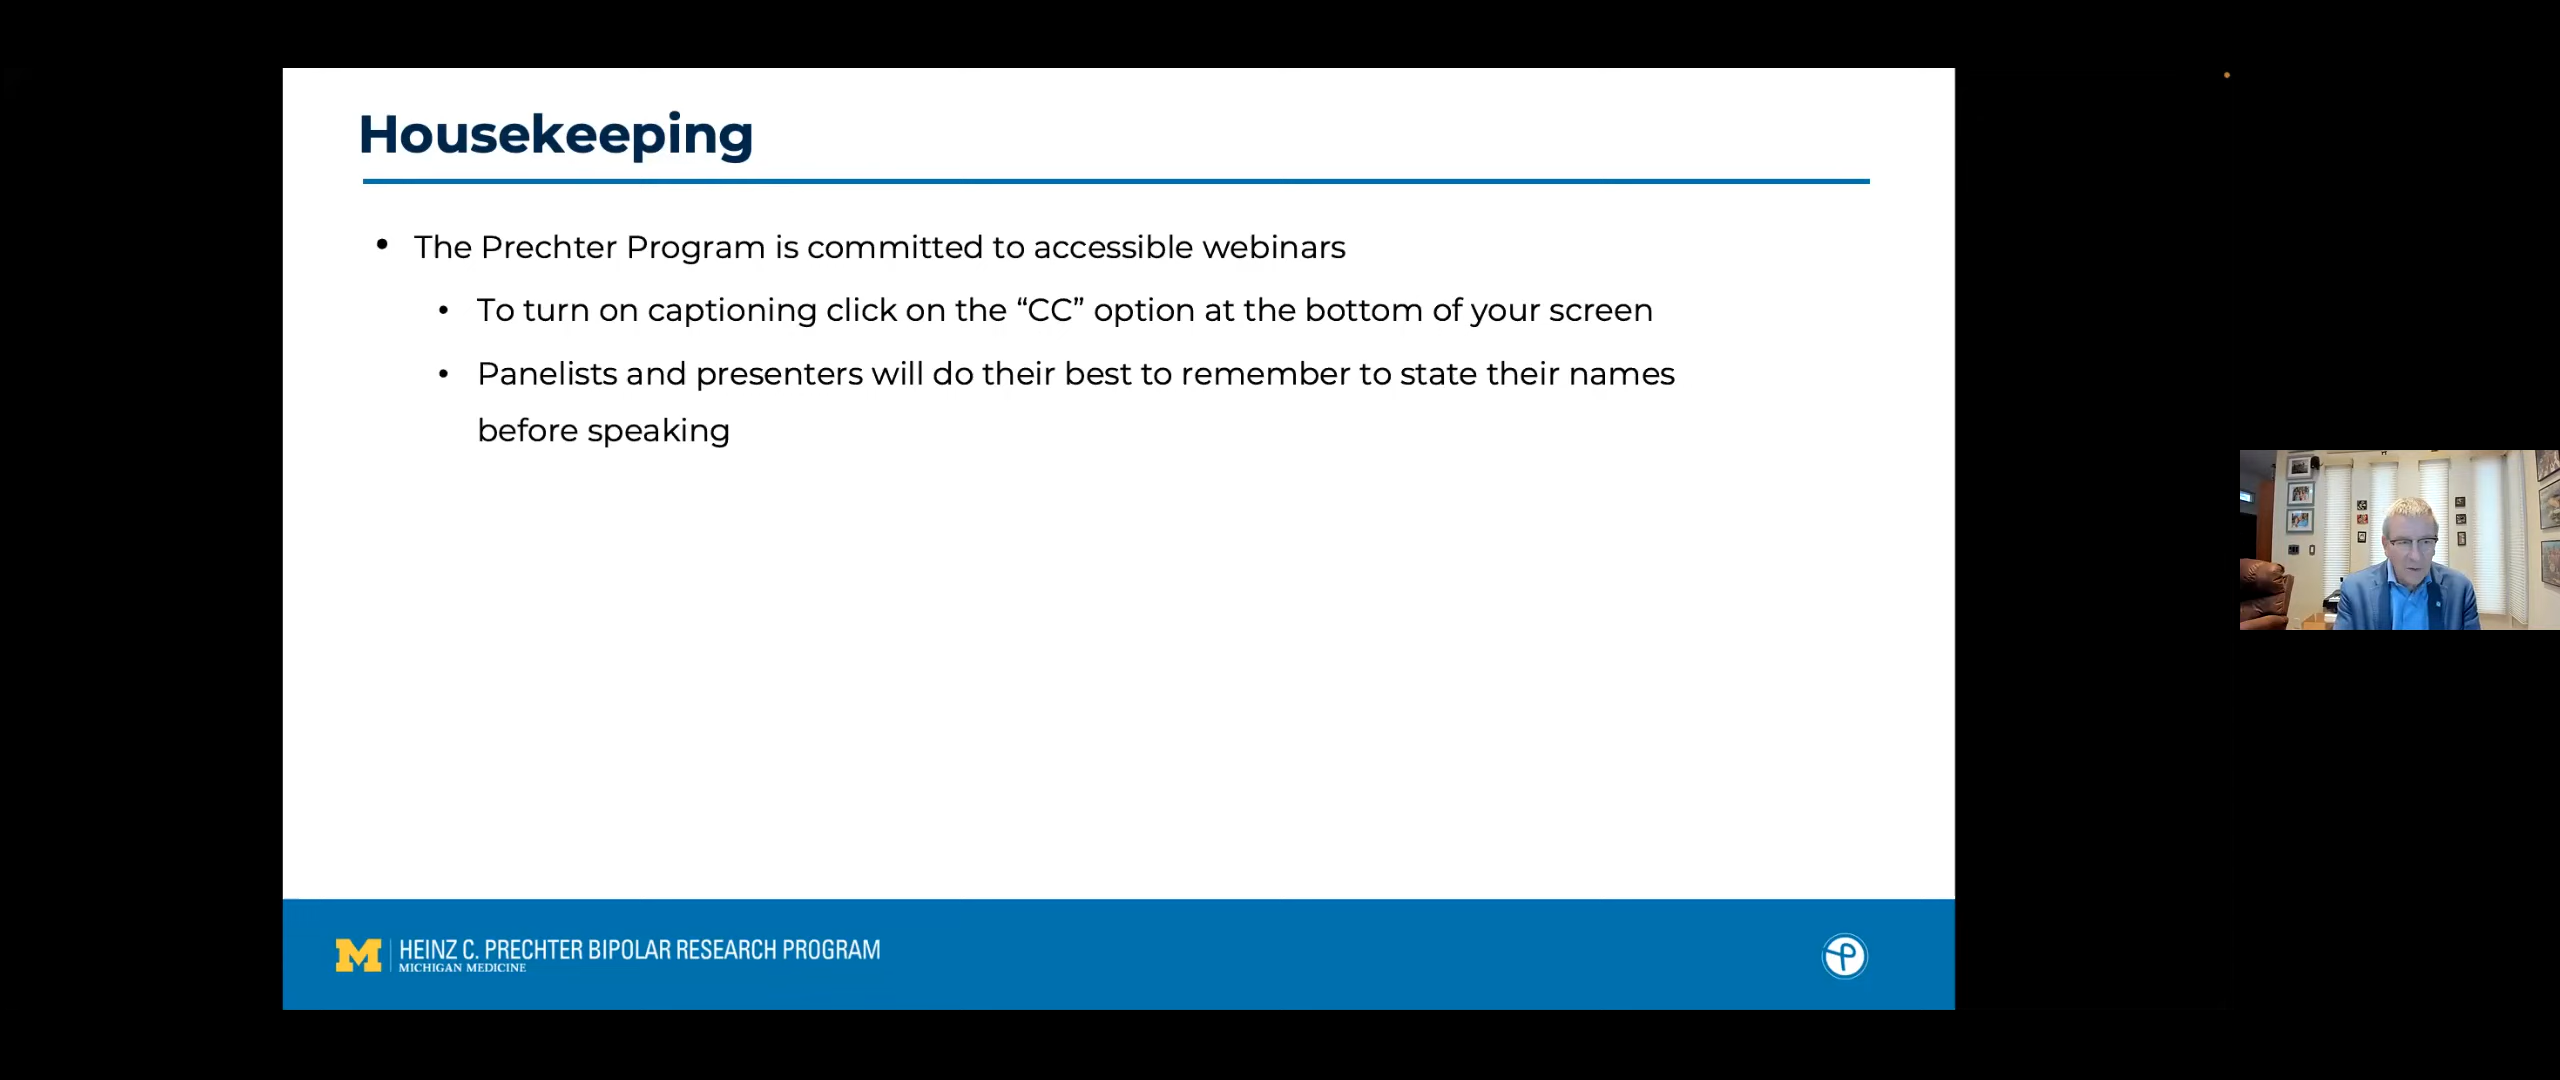 Housekeeping
• The Prechter Program is committed to accessible webinars
• To turn on captioning click on the “CC” option at the bottom of your screen
• Panelists and presenters will do their best to remember to state their names
before speaking
M | HEINZ C. PRECHTER BIPOLAR RESEARCH PROGRAM
MICHIGAN MEDICINE